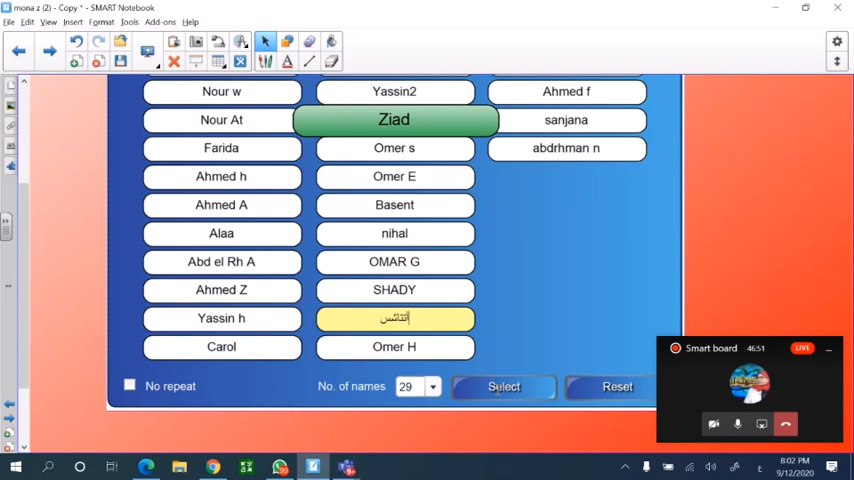 mona z (2) - Copy * - SMART Notebook
File Edit View Insert Format Tools Add-ons Help
Nour w Yassin2 Ahmed f
Nour At Ziad sanjana
Farida Omer s abdrhman n
Ahmed h Omer E
Ahmed A Basent
Alaa nihal
Abd el Rh A OMAR G
Ahmed Z SHADY
Yassin h
Carol Omer H
No repeat No. of names 29 Select Reset
Smart board 46:51 LIVE
99
9+
ع
8:02 PM
9/12/2020